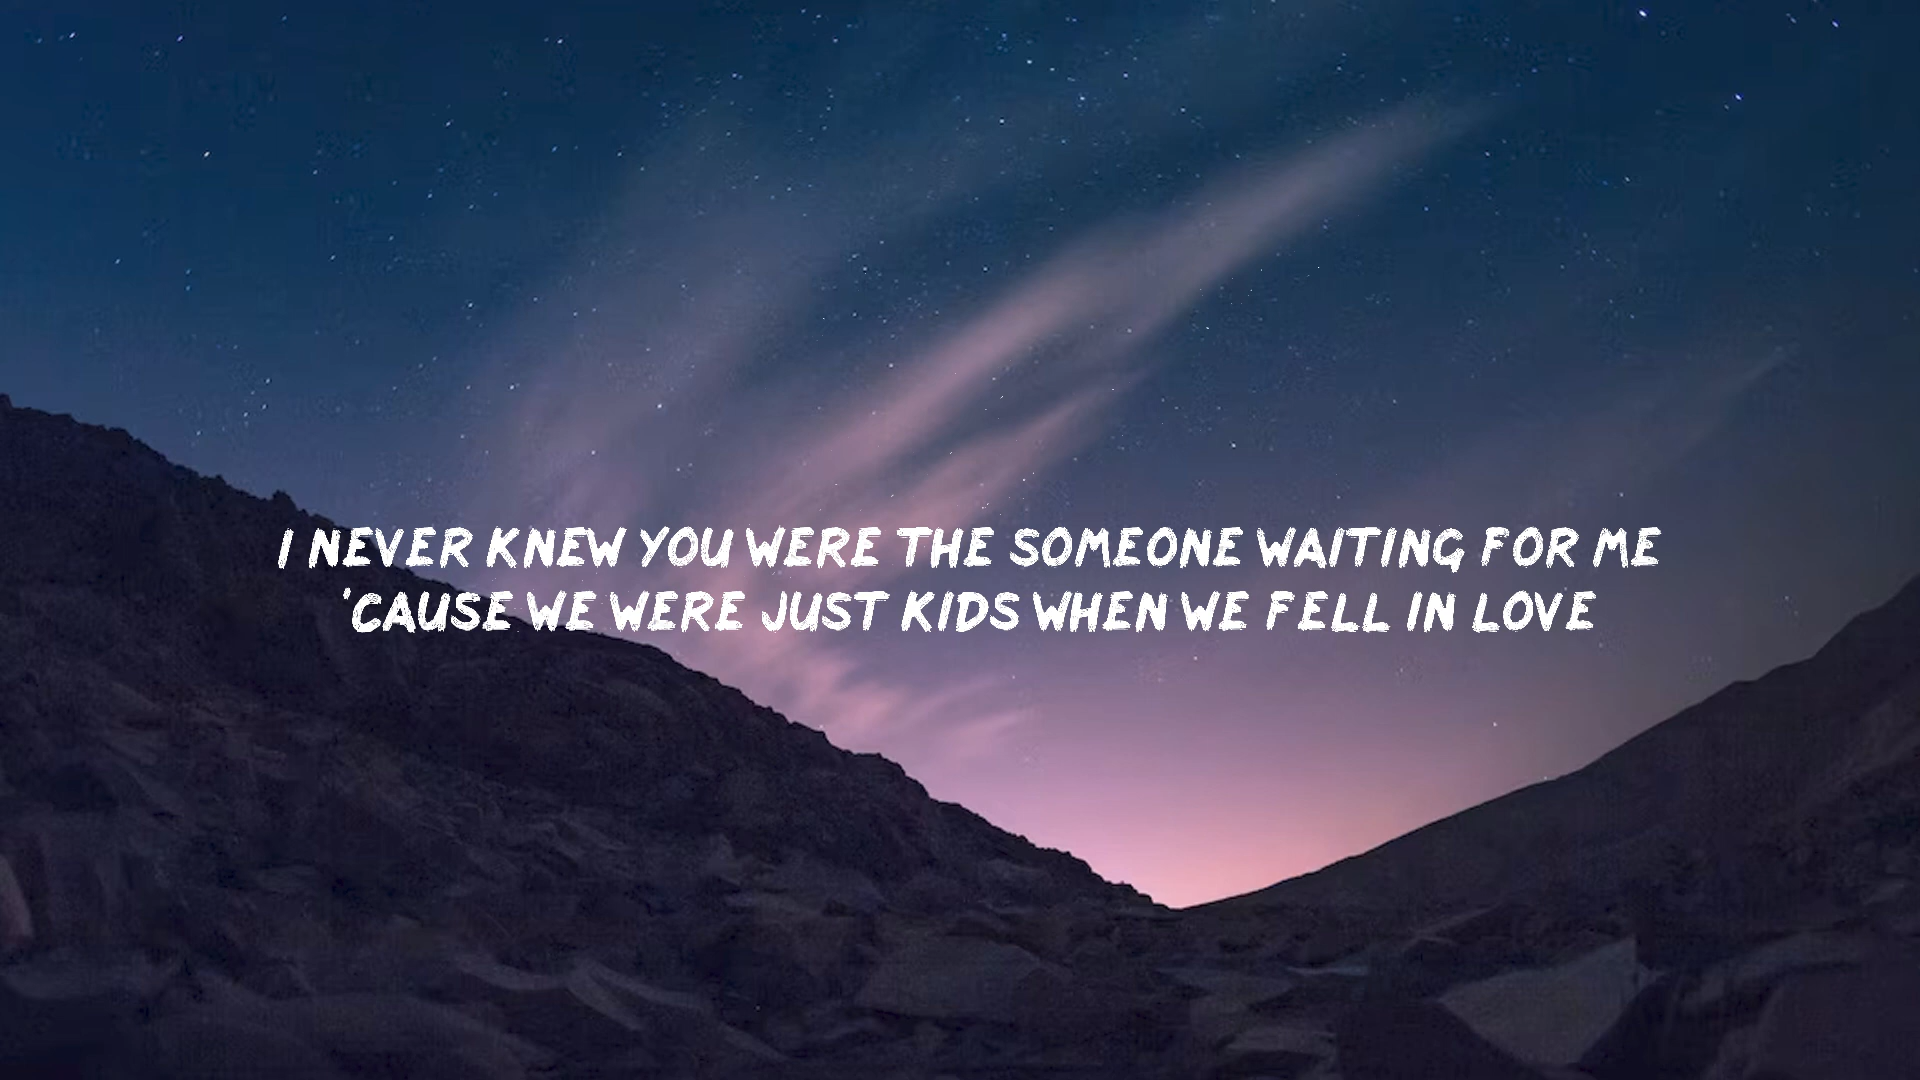 I NEVER KNEW YOU WERE THE SOMEONE WAITING FOR ME
'CAUSE WE WERE JUST KIDS WHEN WE FELL IN LOVE